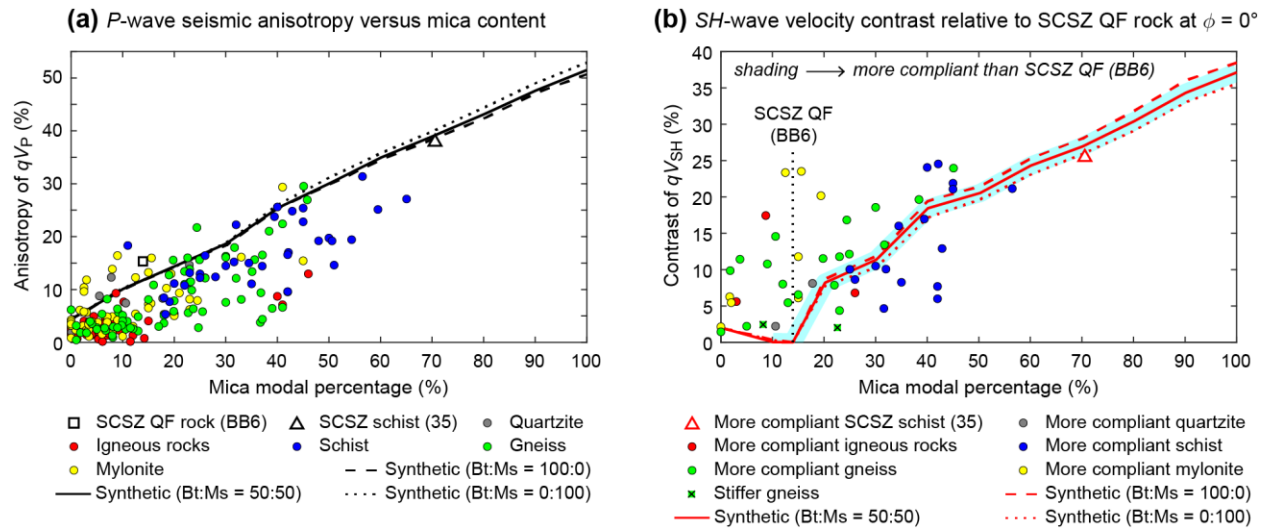 (a) P-wave seismic anisotropy versus mica content
Anisotropy of qVP (%)
50
40
30
20
10
0
0 10 20 30 40 50 60 70 80 90 100
Mica modal percentage (%)
SCSZ QF rock (BB6) SCSZ schist (35) Quartzite
Igneous rocks Schist Gneiss
Mylonite Synthetic (Bt:Ms = 100:0)
Synthetic (Bt:Ms = 50:50) Synthetic (Bt:Ms = 0:100)
(b) SH-wave velocity contrast relative to SCSZ QF rock at ϕ = 0°
Contrast of qVSH (%)
40
35
30
25
20
15
10
5
0
shading → more compliant than SCSZ QF (BB6)
SCSZ QF
(BB6)
0 10 20 30 40 50 60 70 80 90 100
Mica modal percentage (%)
More compliant SCSZ schist (35) More compliant quartzite
More compliant igneous rocks More compliant schist
More compliant gneiss More compliant mylonite
Stiffer gneiss Synthetic (Bt:Ms = 100:0)
Synthetic (Bt:Ms = 50:50) Synthetic (Bt:Ms = 0:100)